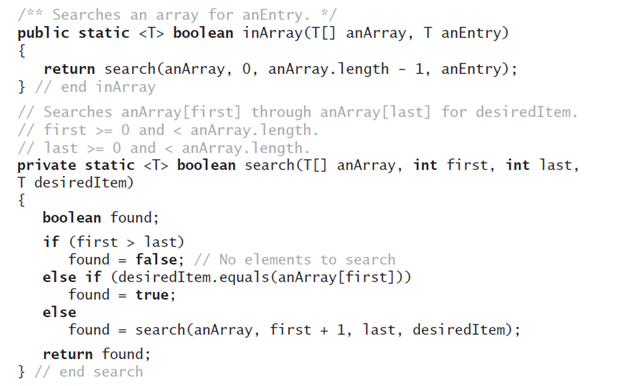 /** Searches an array for anEntry. */
public static <T> boolean inArray(T[] anArray, T anEntry)
{
return search(anArray, 0, anArray.length - 1, anEntry);
} // end inArray
// Searches anArray[first] through anArray[last] for desiredItem.
// first >= 0 and < anArray.length.
// last >= 0 and < anArray.length.
private static <T> boolean search(T[] anArray, int first, int last,
T desiredItem)
{
boolean found;
if (first > last)
found = false; // No elements to search
else if (desiredItem.equals(anArray[first]))
found = true;
else
found = search(anArray, first + 1, last, desiredItem);
return found;
} // end search